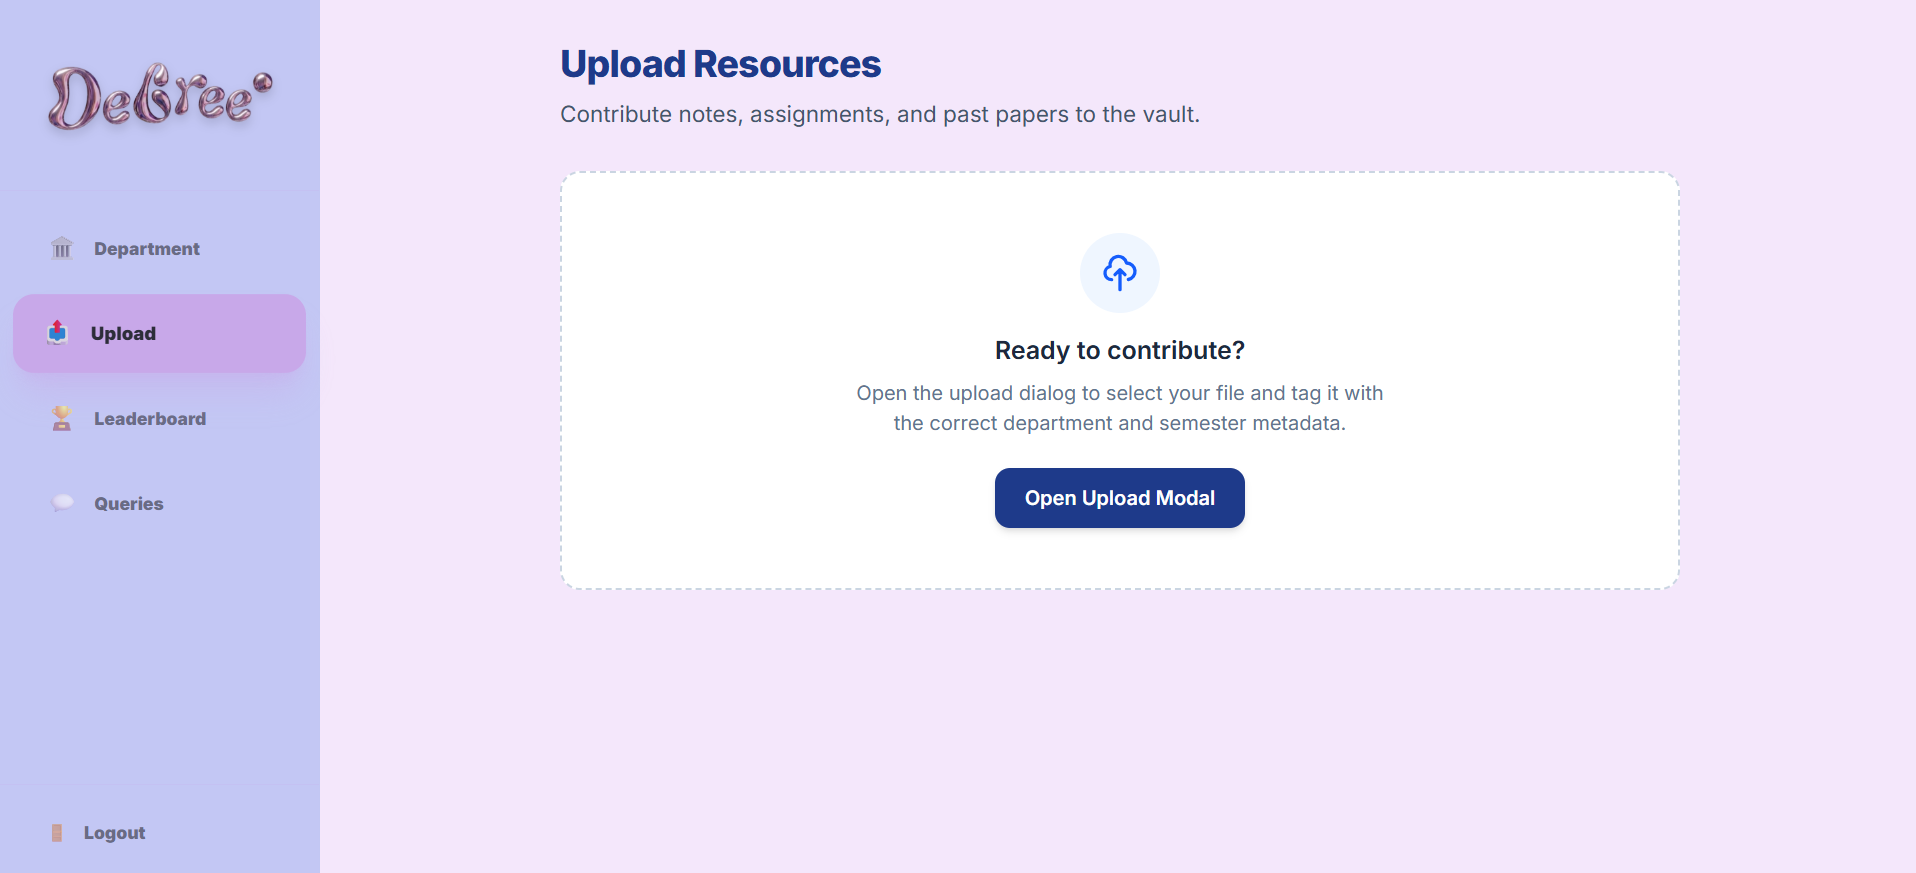 DeGree
Department
Upload
Leaderboard
Queries
Logout
Upload Resources
Contribute notes, assignments, and past papers to the vault.
Ready to contribute?
Open the upload dialog to select your file and tag it with
the correct department and semester metadata.
Open Upload Modal